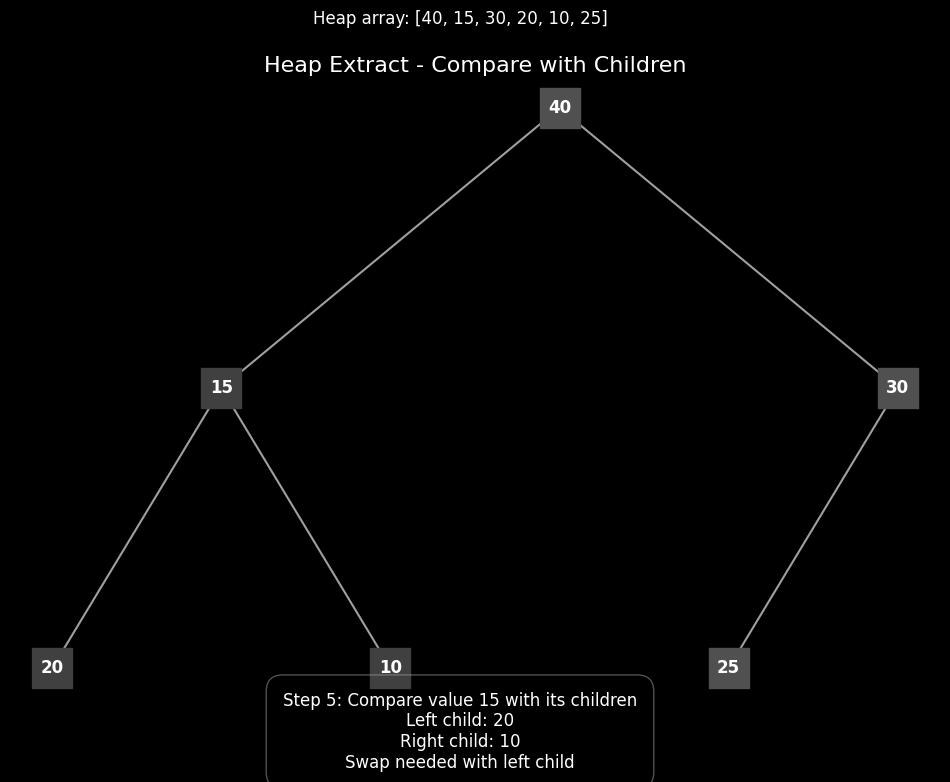 Heap array: [40, 15, 30, 20, 10, 25]
Heap Extract - Compare with Children
40
15
30
20
10
25
Step 5: Compare value 15 with its children
Left child: 20
Right child: 10
Swap needed with left child